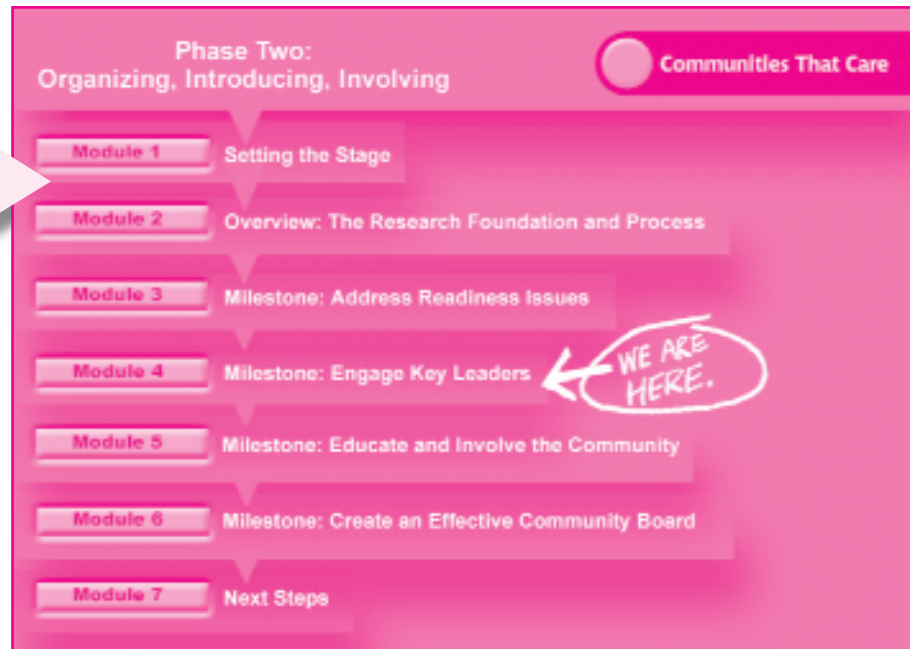 Phase Two:
Organizing, Introducing, Involving
Communities That Care
Module 1 Setting the Stage
Module 2 Overview: The Research Foundation and Process
Module 3 Milestone: Address Readiness Issues
Module 4 Milestone: Engage Key Leaders
WE ARE
HERE.
Module 5 Milestone: Educate and Involve the Community
Module 6 Milestone: Create an Effective Community Board
Module 7 Next Steps